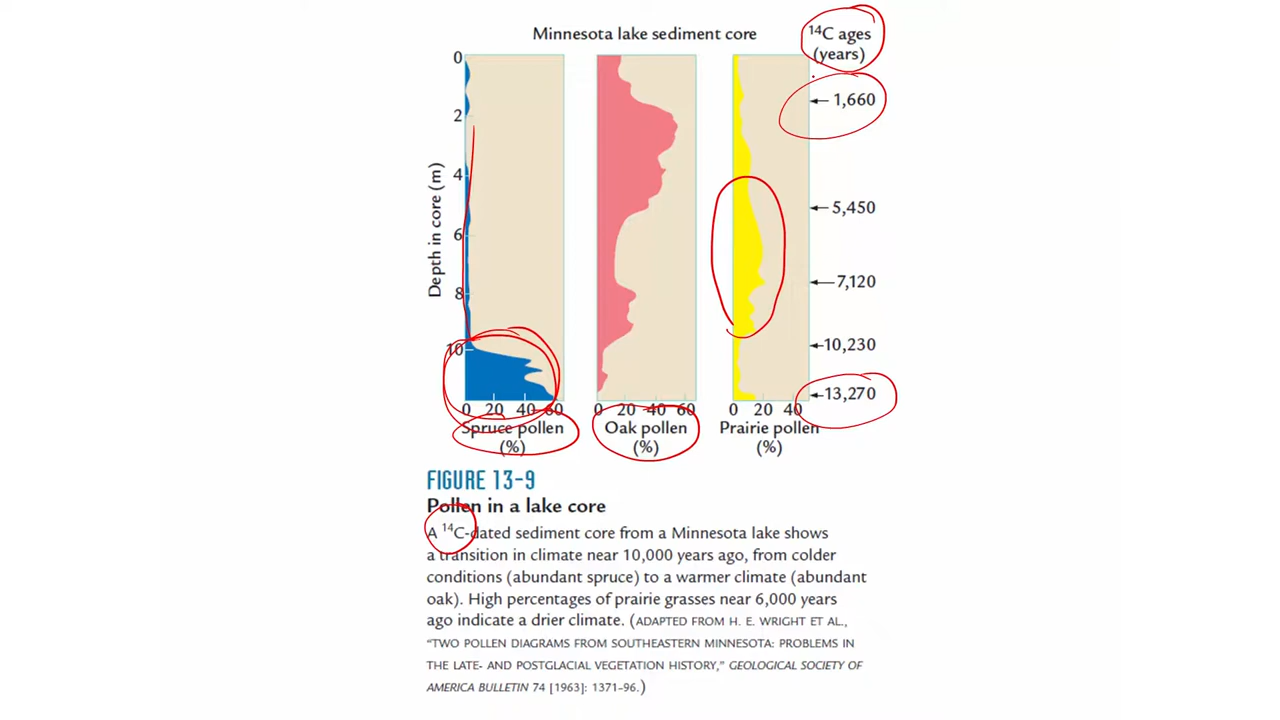 Minnesota lake sediment core
¹⁴C ages
(years)
0
2
4
6
8
10
Depth in core (m)
1,660
5,450
7,120
10,230
13,270
0 20 40 60
0 20 40 60
0 20 40
Spruce pollen
(%)
Oak pollen
(%)
Prairie pollen
(%)
FIGURE 13–9
Pollen in a lake core
A ¹⁴C-dated sediment core from a Minnesota lake shows
a transition in climate near 10,000 years ago, from colder
conditions (abundant spruce) to a warmer climate (abundant
oak). High percentages of prairie grasses near 6,000 years
ago indicate a drier climate. (ADAPTED FROM H. E. WRIGHT ET AL.,
“TWO POLLEN DIAGRAMS FROM SOUTHEASTERN MINNESOTA: PROBLEMS IN
THE LATE- AND POSTGLACIAL VEGETATION HISTORY,” GEOLOGICAL SOCIETY OF
AMERICA BULLETIN 74 [1963]: 1371–96.)